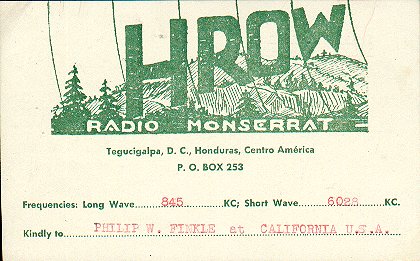 HROW
RADIO MONSERRAT
Tegucigalpa, D. C., Honduras, Centro América
P. O. BOX 253
Frequencies: Long Wave......845......KC; Short Wave......6028......KC.
Kindly to......PHILIP W. FINKLE at CALIFORNIA U.S.A.